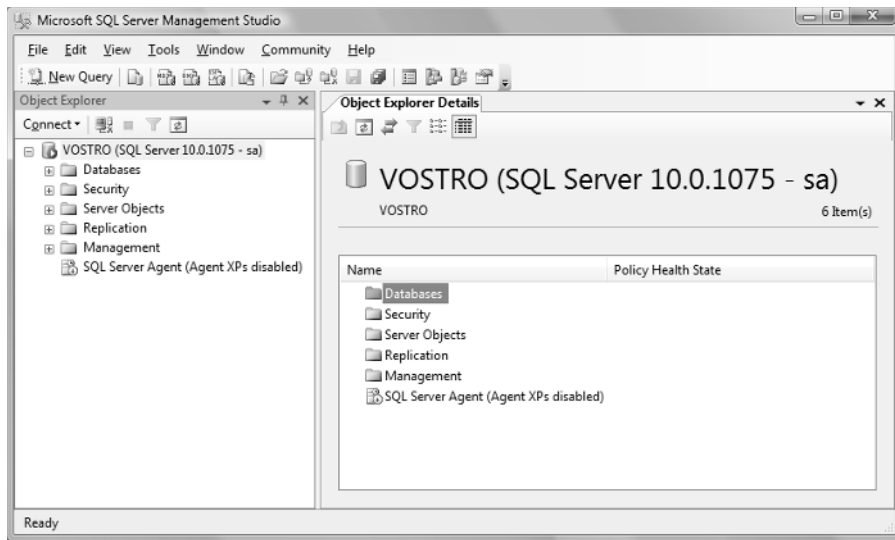 Microsoft SQL Server Management Studio
File Edit View Tools Window Community Help
New Query
Object Explorer
Connect
VOSTRO (SQL Server 10.0.1075 - sa)
Databases
Security
Server Objects
Replication
Management
SQL Server Agent (Agent XPs disabled)
Object Explorer Details
VOSTRO (SQL Server 10.0.1075 - sa)
VOSTRO 6 Item(s)
Name Policy Health State
Databases
Security
Server Objects
Replication
Management
SQL Server Agent (Agent XPs disabled)
Ready